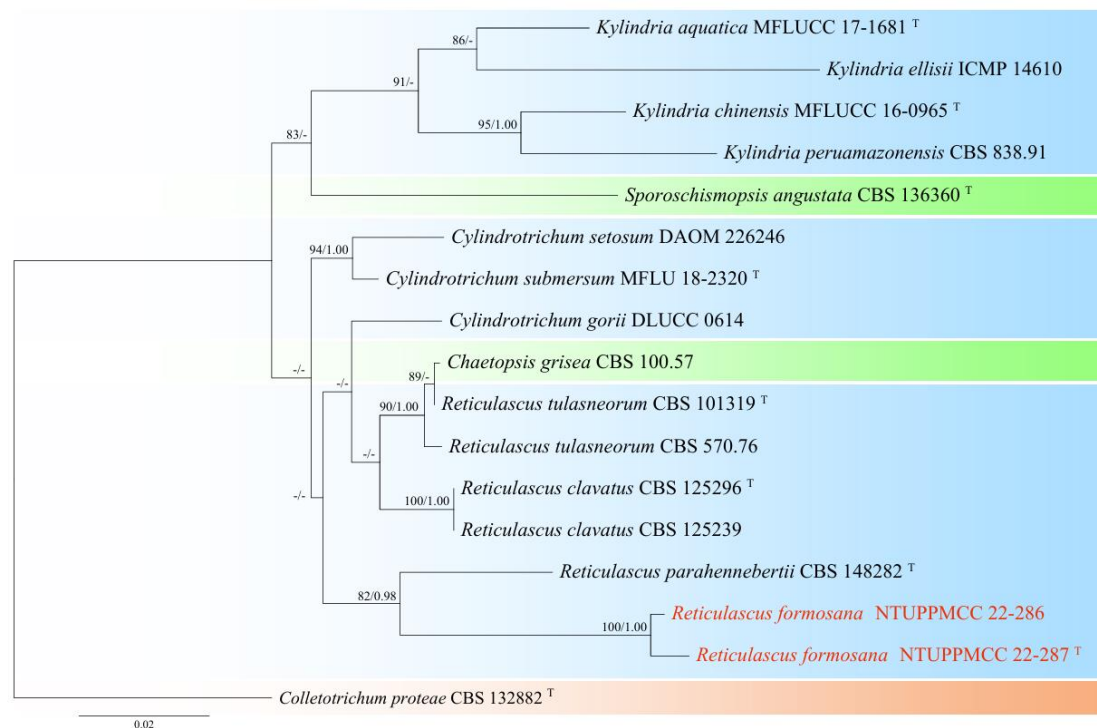 Kylindria aquatica MFLUCC 17-1681 T
86/-
Kylindria ellisii ICMP 14610
91/-
Kylindria chinensis MFLUCC 16-0965 T
95/1.00
83/-
Kylindria peruamazonensis CBS 838.91
Sporoschismopsis angustata CBS 136360 T
Cylindrotrichum setosum DAOM 226246
94/1.00
Cylindrotrichum submersum MFLU 18-2320 T
Cylindrotrichum gorii DLUCC 0614
Chaetopsis grisea CBS 100.57
-/-
89/-
-/-
Reticulascus tulasneorum CBS 101319 T
90/1.00
Reticulascus tulasneorum CBS 570.76
-/-
Reticulascus clavatus CBS 125296 T
-/-
100/1.00
Reticulascus clavatus CBS 125239
Reticulascus parahennebertii CBS 148282 T
82/0.98
Reticulascus formosana NTUPPMCC 22-286
100/1.00
Reticulascus formosana NTUPPMCC 22-287 T
Colletotrichum proteae CBS 132882 T
0.02